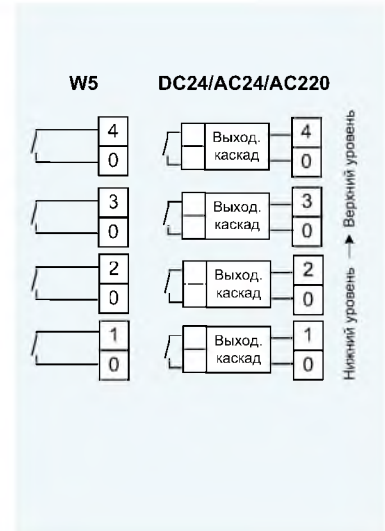 W5 DC24/AC24/AC220
4 Выход. 4
0 каскад 0
3 Выход. 3
0 каскад 0
2 Выход. 2
0 каскад 0
1 Выход. 1
0 каскад 0
Нижний уровень → Верхний уровень